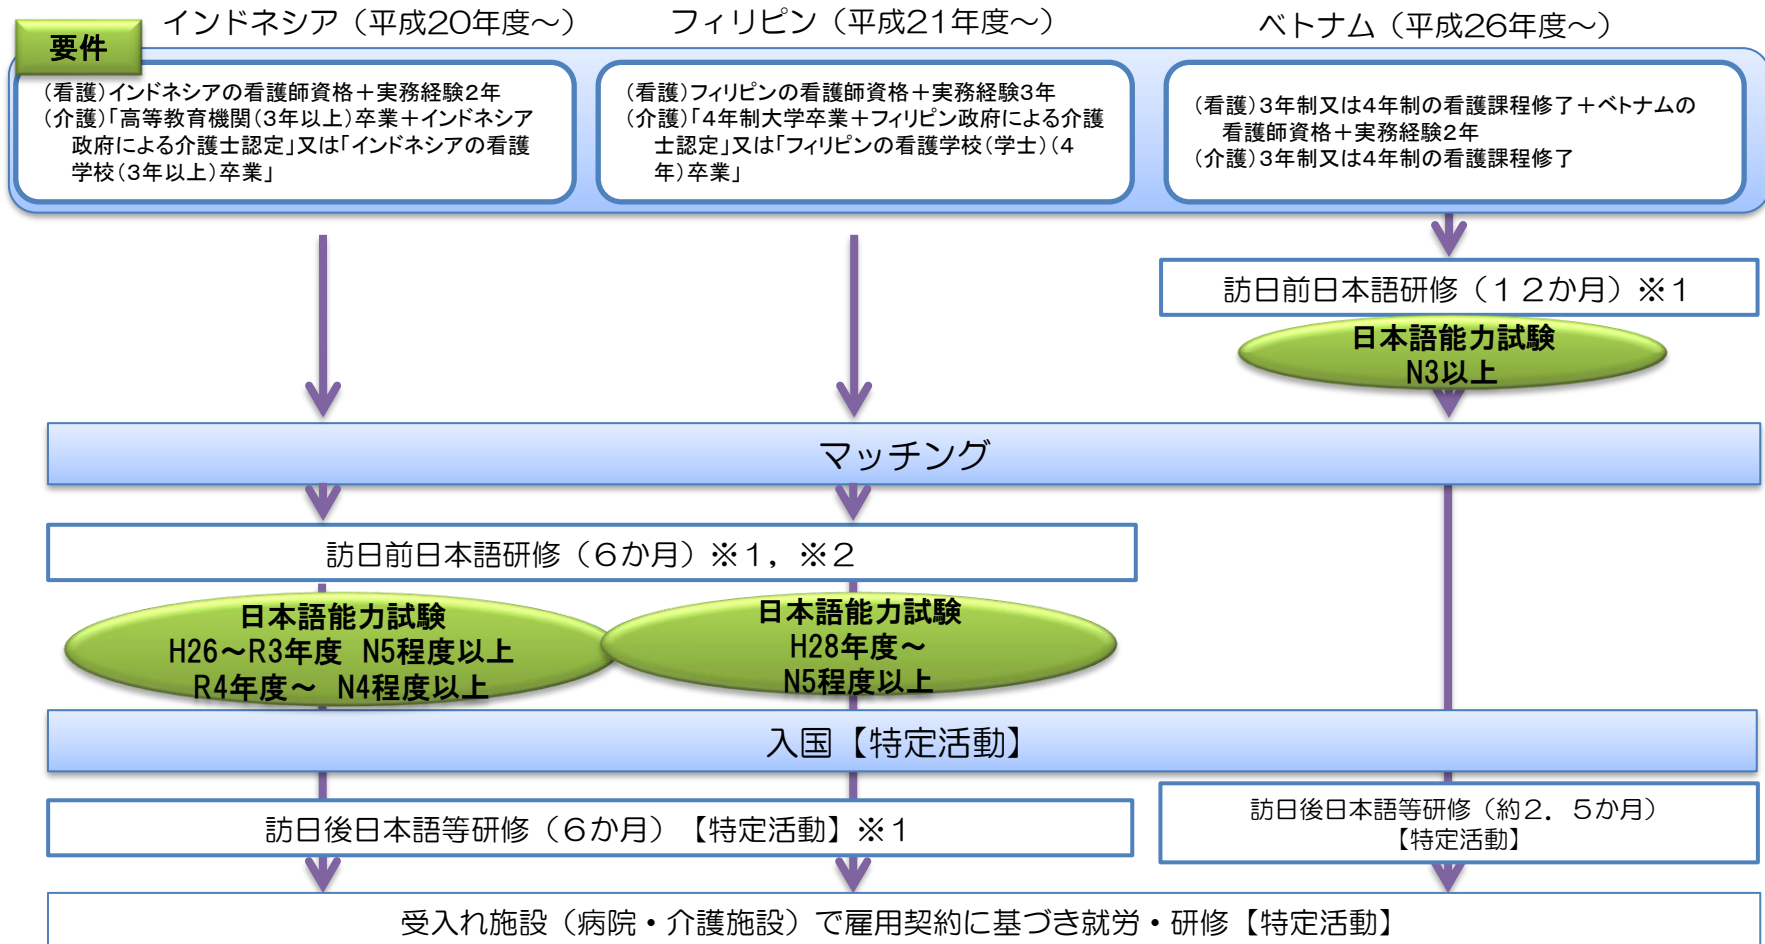 インドネシア（平成20年度～）
フィリピン（平成21年度～）
ベトナム（平成26年度～）
要件
（看護）インドネシアの看護師資格＋実務経験2年
（介護）「高等教育機関（3年以上）卒業＋インドネシア
政府による介護士認定」又は「インドネシアの看護
学校（3年以上）卒業」
（看護）フィリピンの看護師資格＋実務経験3年
（介護）「4年制大学卒業＋フィリピン政府による介護
士認定」又は「フィリピンの看護学校（学士）（4
年）卒業」
（看護）3年制又は4年制の看護課程修了＋ベトナムの
看護師資格＋実務経験2年
（介護）3年制又は4年制の看護課程修了
訪日前日本語研修（１２か月）※１
日本語能力試験
N3以上
マッチング
訪日前日本語研修（６か月）※１，※２
日本語能力試験
H26～R3年度 N5程度以上
R4年度～ N4程度以上
日本語能力試験
H28年度～
N5程度以上
入国【特定活動】
訪日後日本語等研修（６か月）【特定活動】※１
訪日後日本語等研修（約２．５か月）
【特定活動】
受入れ施設（病院・介護施設）で雇用契約に基づき就労・研修【特定活動】